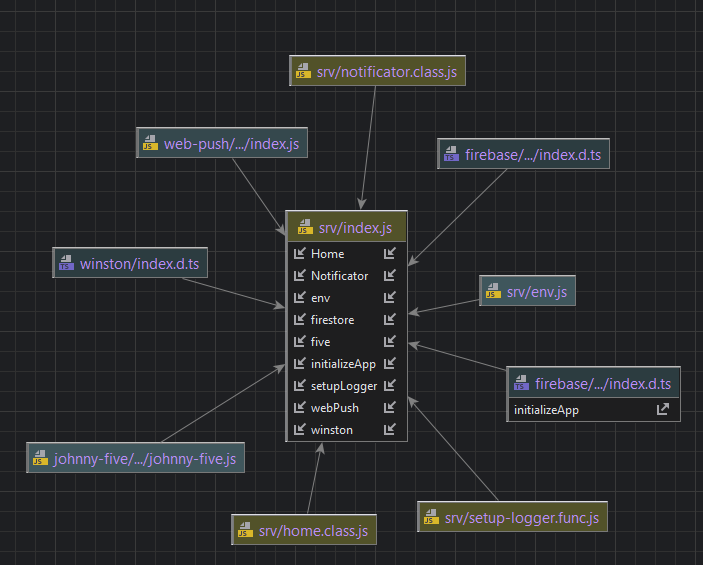 JS srv/notificator.class.js
JS web-push/.../index.js
TS firebase/.../index.d.ts
JS srv/index.js
Home
Notificator
env
firestore
five
initializeApp
setupLogger
webPush
winston
TS winston/index.d.ts
JS srv/env.js
TS firebase/.../index.d.ts
initializeApp
JS johnny-five/.../johnny-five.js
JS srv/home.class.js
JS srv/setup-logger.func.js